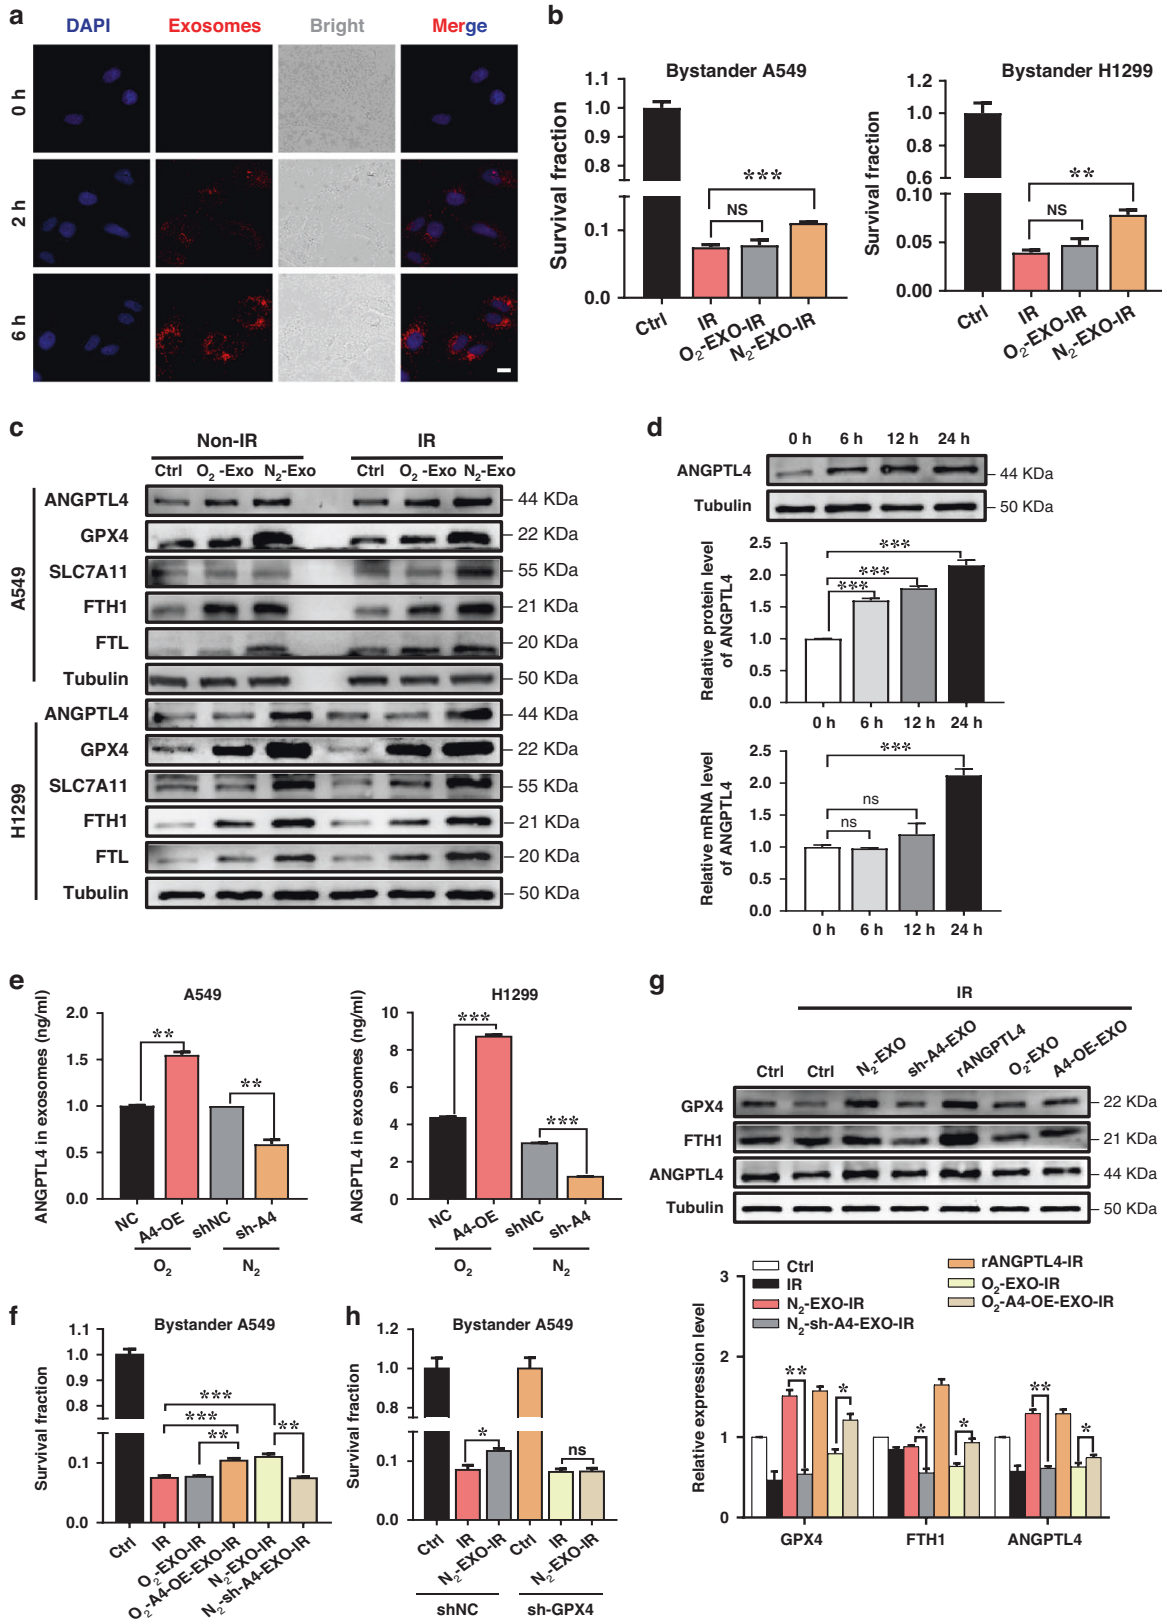 a
DAPI Exosomes Bright Merge
0 h
2 h
6 h
b
Bystander A549
Survival fraction
1.1
1.0
0.9
0.8
0.1
0.0
***
NS
Ctrl
IR
O2-EXO-IR
N2-EXO-IR
Bystander H1299
Survival fraction
1.2
1.0
0.8
0.6
0.10
0.05
0.00
**
NS
Ctrl
IR
O2-EXO-IR
N2-EXO-IR
c
Non-IR IR
Ctrl O2 -Exo N2-Exo Ctrl O2 -Exo N2-Exo
A549
ANGPTL4 44 KDa
GPX4 22 KDa
SLC7A11 55 KDa
FTH1 21 KDa
FTL 20 KDa
Tubulin 50 KDa
H1299
ANGPTL4 44 KDa
GPX4 22 KDa
SLC7A11 55 KDa
FTH1 21 KDa
FTL 20 KDa
Tubulin 50 KDa
d
0 h 6 h 12 h 24 h
ANGPTL4 44 KDa
Tubulin 50 KDa
Relative protein level
of ANGPTL4
2.5
2.0
1.5
1.0
0.5
0.0
***
***
***
0 h 6 h 12 h 24 h
Relative mRNA level
of ANGPTL4
2.5
2.0
1.5
1.0
0.5
0.0
***
ns
ns
0 h 6 h 12 h 24 h
e
A549
ANGPTL4 in exosomes (ng/ml)
2.0
1.5
1.0
0.5
0.0
**
**
NC A4-OE shNC sh-A4
O2 N2
H1299
ANGPTL4 in exosomes (ng/ml)
10
8
6
4
2
0
***
***
NC A4-OE shNC sh-A4
O2 N2
f
Bystander A549
Survival fraction
1.2
1.1
1.0
0.9
0.8
0.7
0.1
0.0
***
***
**
**
Ctrl
IR
O2-EXO-IR
O2-A4-OE-EXO-IR
N2-EXO-IR
N2-sh-A4-EXO-IR
h
Bystander A549
Survival fraction
1.2
1.0
0.8
0.6
0.4
0.1
0.0
*
ns
Ctrl IR N2-EXO-IR Ctrl IR N2-EXO-IR
shNC sh-GPX4
g
IR
Ctrl Ctrl N2-EXO sh-A4-EXO rANGPTL4 O2-EXO A4-OE-EXO
GPX4 22 KDa
FTH1 21 KDa
ANGPTL4 44 KDa
Tubulin 50 KDa
Ctrl
IR
N2-EXO-IR
N2-sh-A4-EXO-IR
rANGPTL4-IR
O2-EXO-IR
O2-A4-OE-EXO-IR
Relative expression level
3
2
1
0
**
*
*
*
**
*
GPX4 FTH1 ANGPTL4